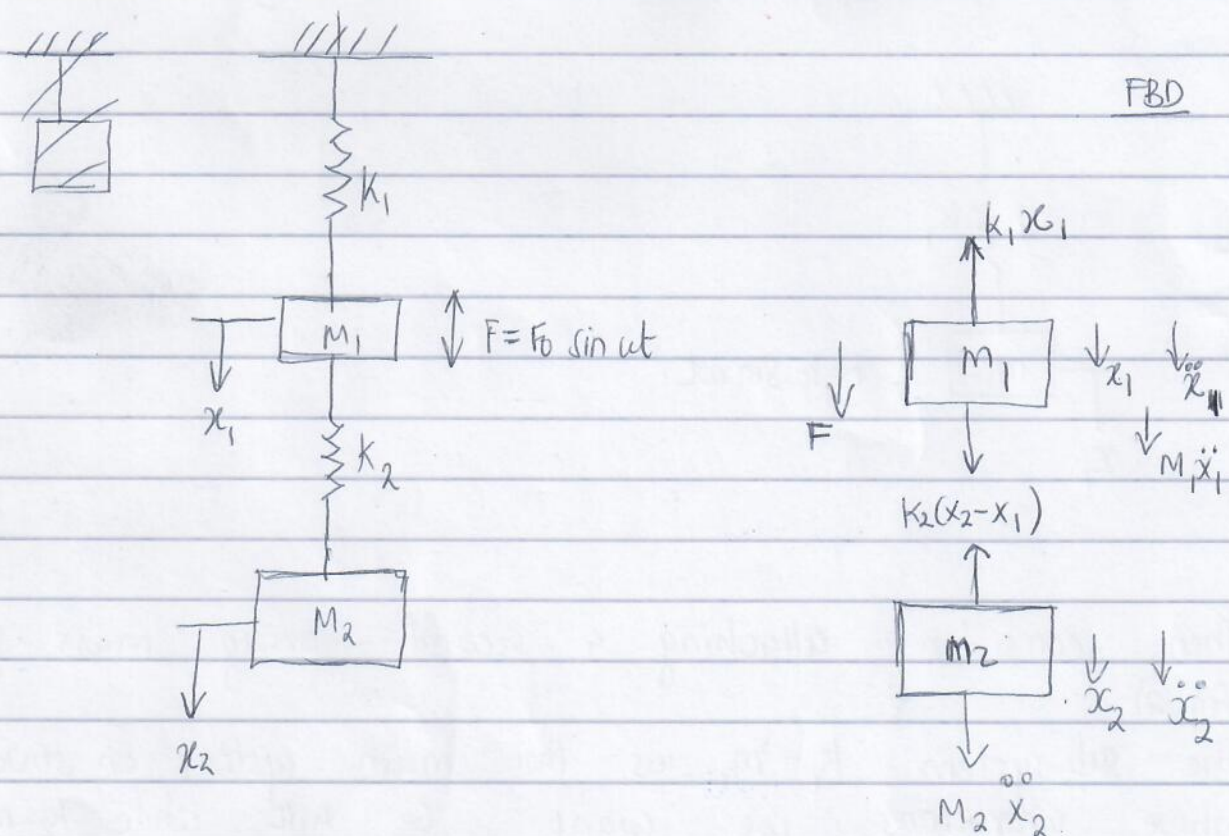 FBD
K₁
M₁
F = F₀ sin ωt
x₁
K₂
M₂
x₂
k₁x₁
M₁
F
x₁
ẍ₁
M₁ẍ₁
K₂(x₂-x₁)
m₂
x₂
ẍ₂
M₂ẍ₂